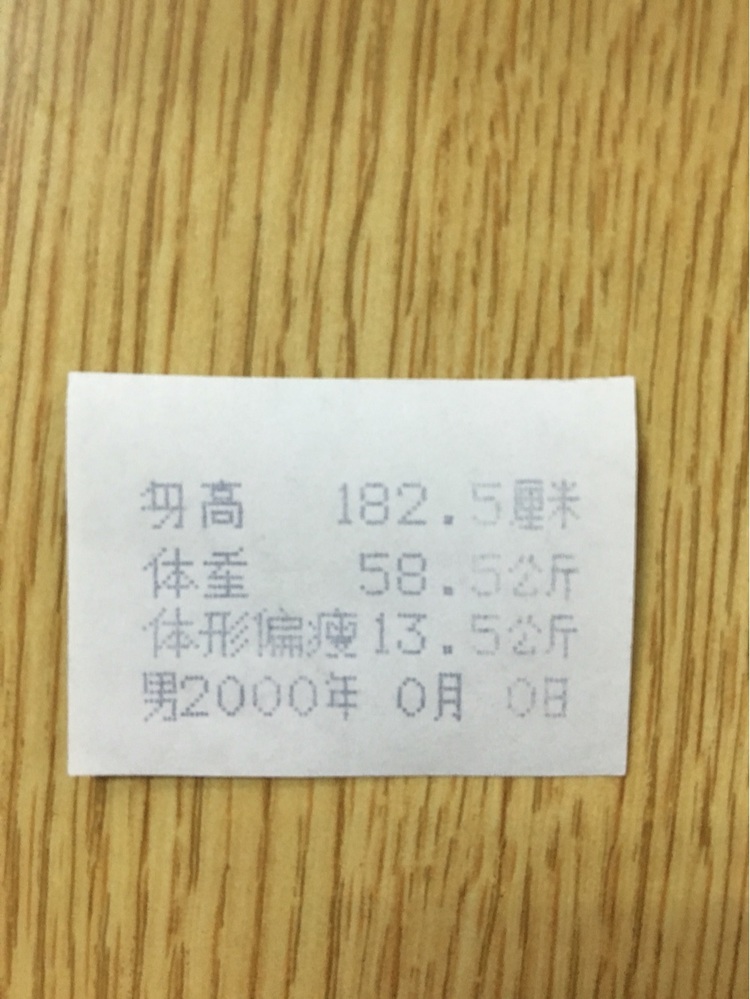 身高 182.5厘米
体重 58.5公斤
体形偏瘦13.5公斤
男2000年 0月 0日